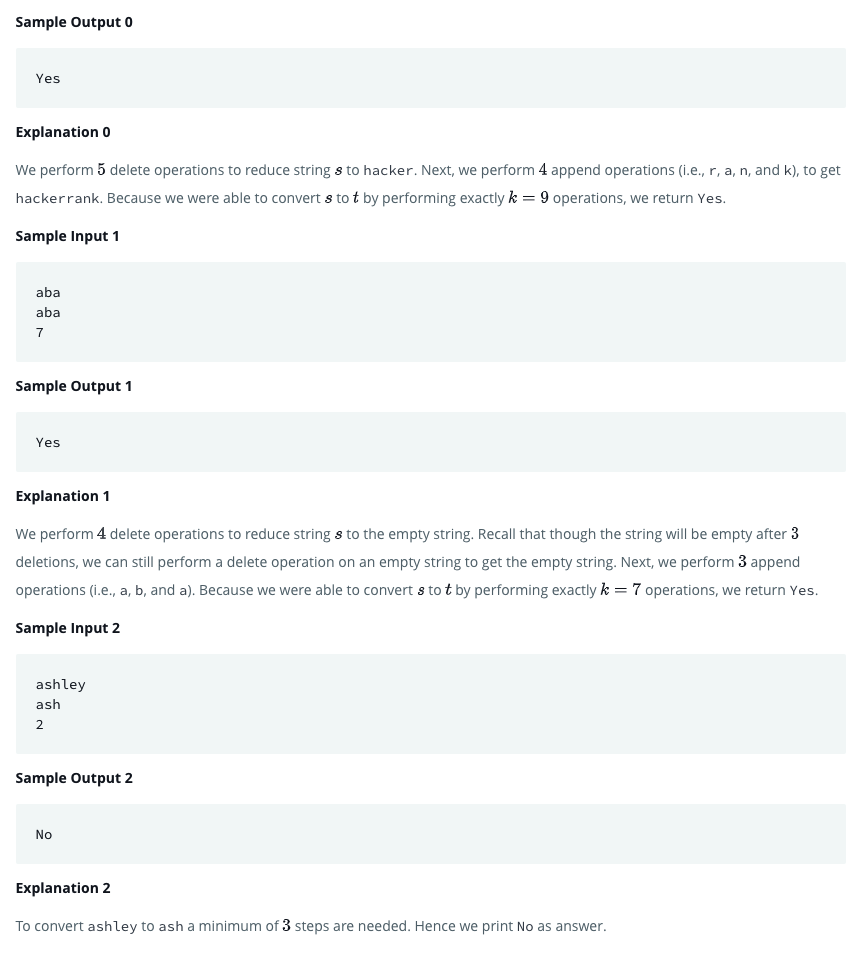 Sample Output 0
Yes
Explanation 0
We perform 5 delete operations to reduce string s to hacker. Next, we perform 4 append operations (i.e., r, a, n, and k), to get
hackerrank. Because we were able to convert s to t by performing exactly k = 9 operations, we return Yes.
Sample Input 1
aba
aba
7
Sample Output 1
Yes
Explanation 1
We perform 4 delete operations to reduce string s to the empty string. Recall that though the string will be empty after 3
deletions, we can still perform a delete operation on an empty string to get the empty string. Next, we perform 3 append
operations (i.e., a, b, and a). Because we were able to convert s to t by performing exactly k = 7 operations, we return Yes.
Sample Input 2
ashley
ash
2
Sample Output 2
No
Explanation 2
To convert ashley to ash a minimum of 3 steps are needed. Hence we print No as answer.